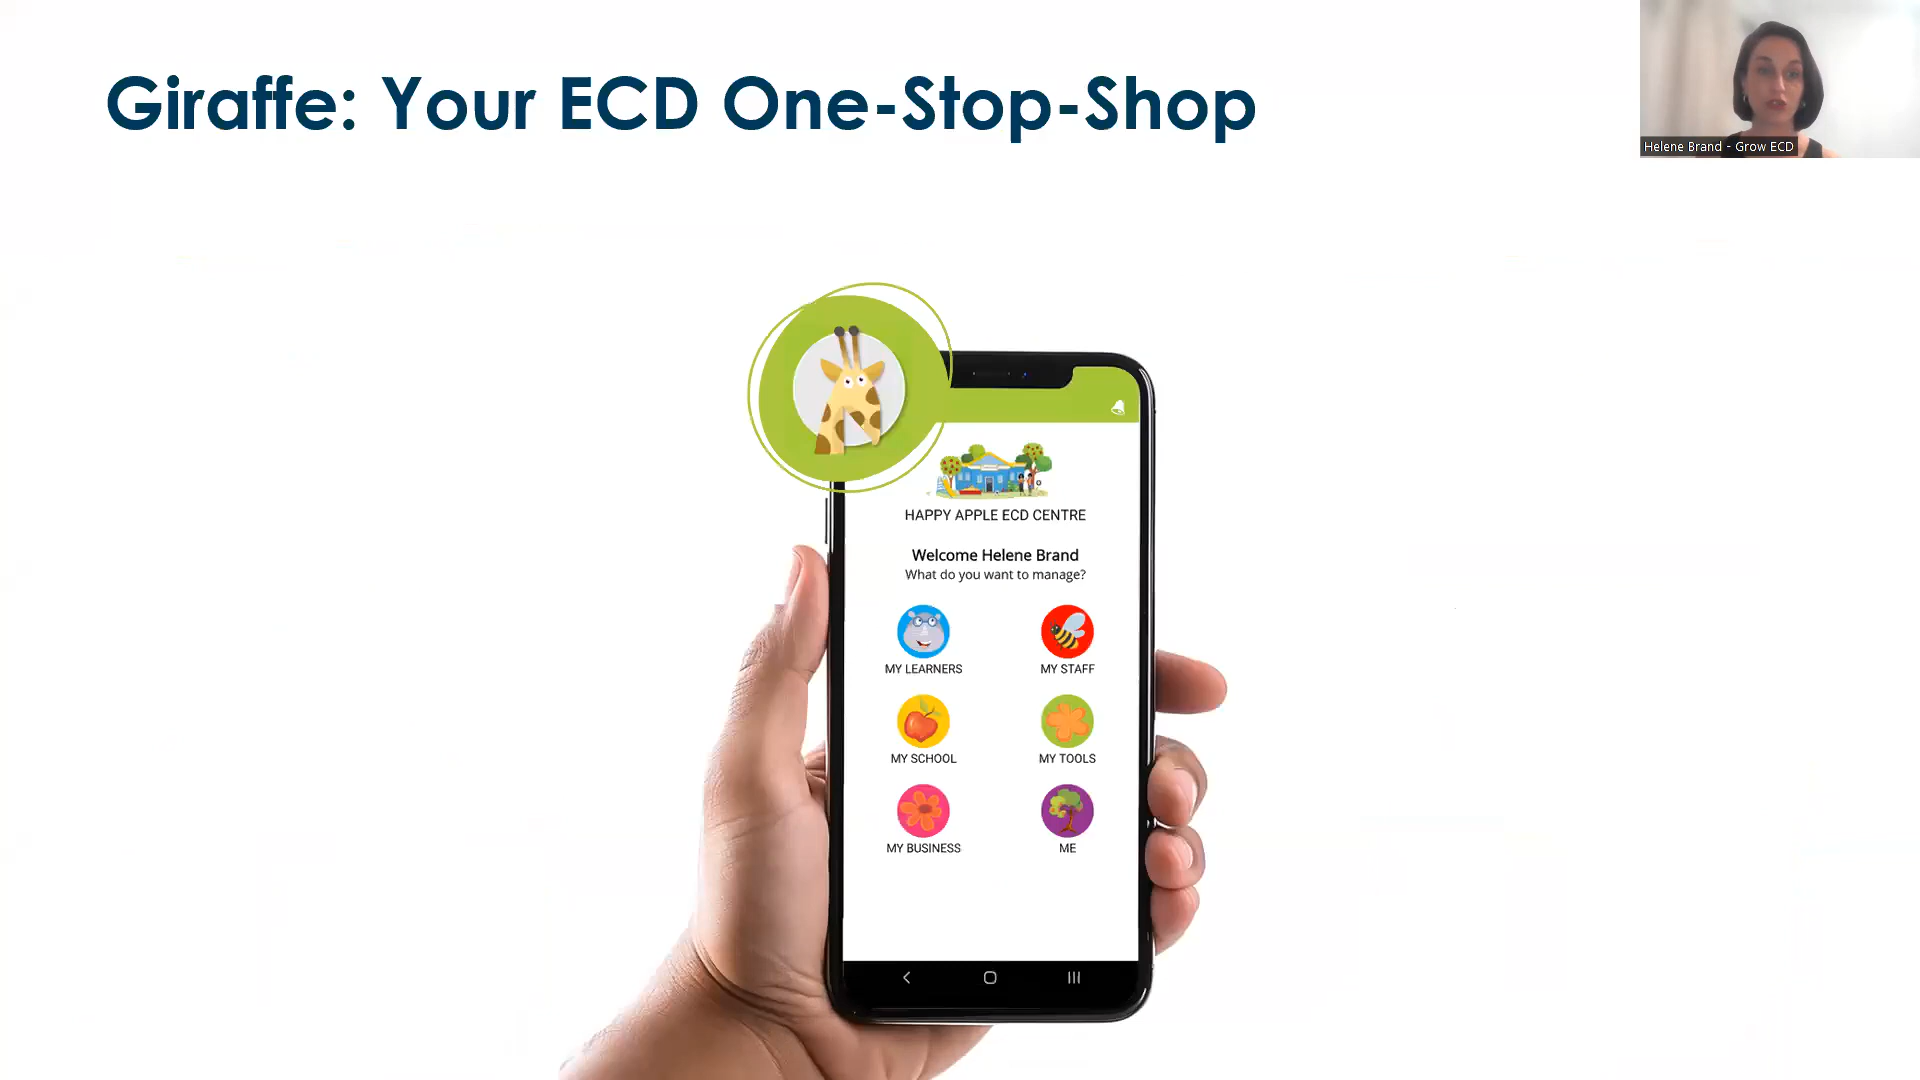 Giraffe: Your ECD One-Stop-Shop
Helene Brand - Grow ECD
HAPPY APPLE ECD CENTRE
Welcome Helene Brand
What do you want to manage?
MY LEARNERS
MY STAFF
MY SCHOOL
MY TOOLS
MY BUSINESS
ME